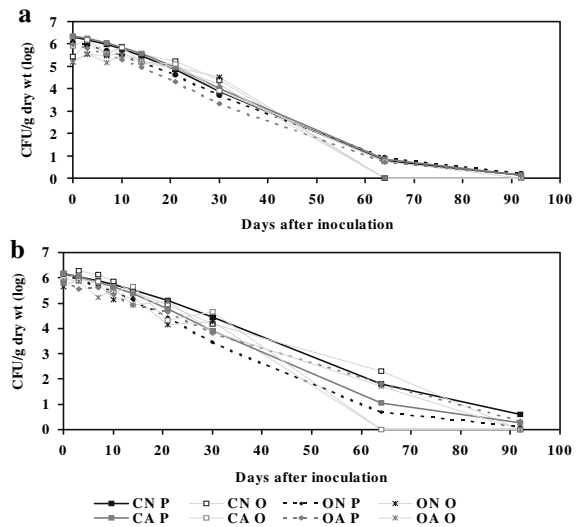 a
7
6
5
4
3
2
1
0
CFU/g dry wt (log)
0 10 20 30 40 50 60 70 80 90 100
Days after inoculation
b
7
6
5
4
3
2
1
0
CFU/g dry wt (log)
0 10 20 30 40 50 60 70 80 90 100
Days after inoculation
CN P CN O ON P ON O
CA P CA O OA P OA O